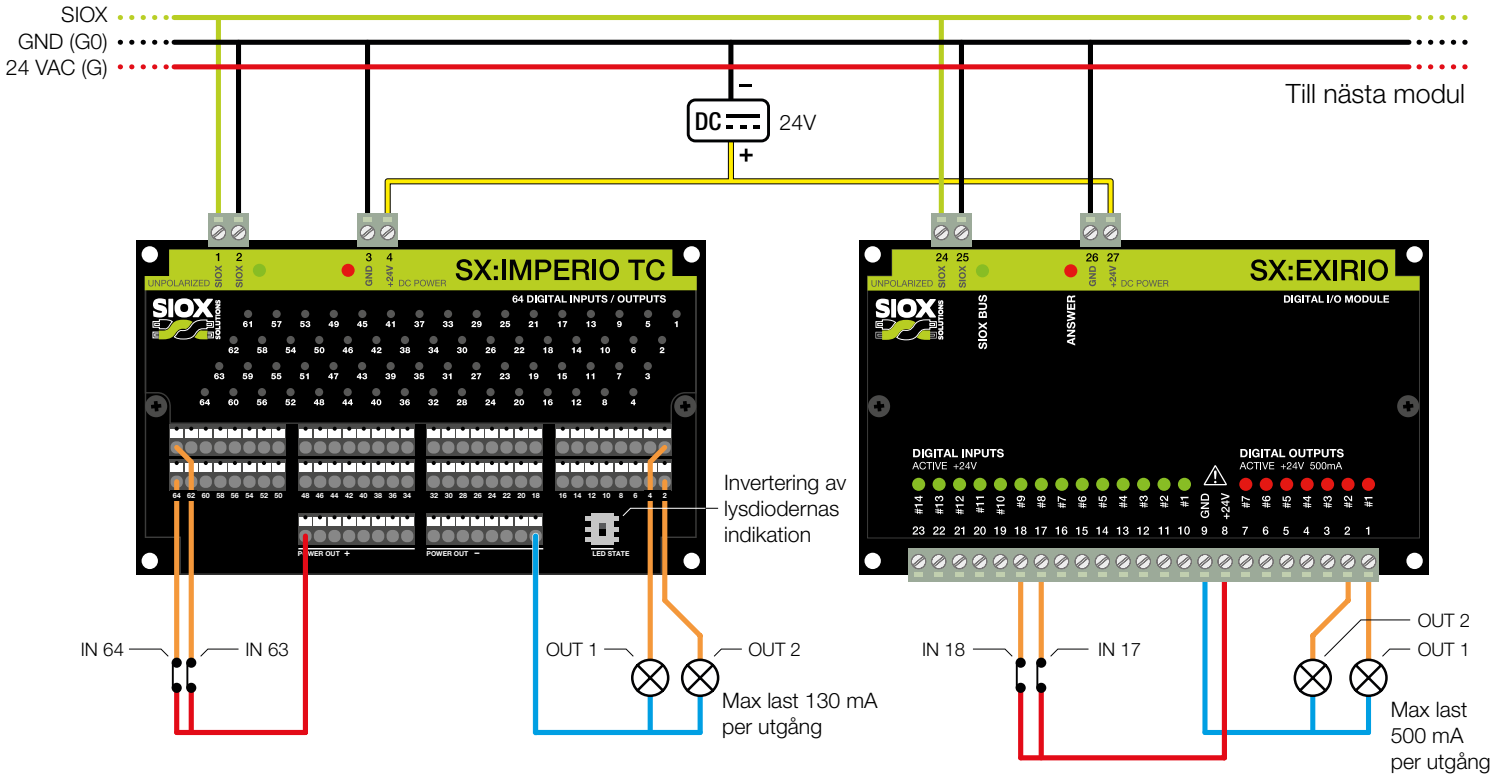 SIOX
GND (G0)
24 VAC (G)
Till nästa modul
–
DC 24V
+
1 2 3 4
SIOX SIOX GND +24V
UNPOLARIZED DC POWER
SX:IMPERIO TC
64 DIGITAL INPUTS / OUTPUTS
SIOX SOLUTIONS
61 57 53 49 45 41 37 33 29 25 21 17 13 9 5 1
62 58 54 50 46 42 38 34 30 26 22 18 14 10 6 2
63 59 55 51 47 43 39 35 31 27 23 19 15 11 7 3
64 60 56 52 48 44 40 36 32 28 24 20 16 12 8 4
64 62 60 58 56 54 52 50 48 46 44 42 40 38 36 34 32 30 28 26 24 22 20 18 16 14 12 10 8 6 4 2
POWER OUT + POWER OUT – LED STATE
Invertering av
lysdiodernas
indikation
IN 64 IN 63 OUT 1 OUT 2
Max last 130 mA
per utgång
24 25 26 27
SIOX SIOX GND +24V
UNPOLARIZED DC POWER
SX:EXIRIO
DIGITAL I/O MODULE
SIOX SOLUTIONS
SIOX BUS
ANSWER
DIGITAL INPUTS
ACTIVE +24V
DIGITAL OUTPUTS
ACTIVE +24V 500mA
#14 #13 #12 #11 #10 #9 #8 #7 #6 #5 #4 #3 #2 #1 GND +24V #7 #6 #5 #4 #3 #2 #1
23 22 21 20 19 18 17 16 15 14 13 12 11 10 9 8 7 6 5 4 3 2 1
IN 18 IN 17
OUT 2
OUT 1
Max last
500 mA
per utgång